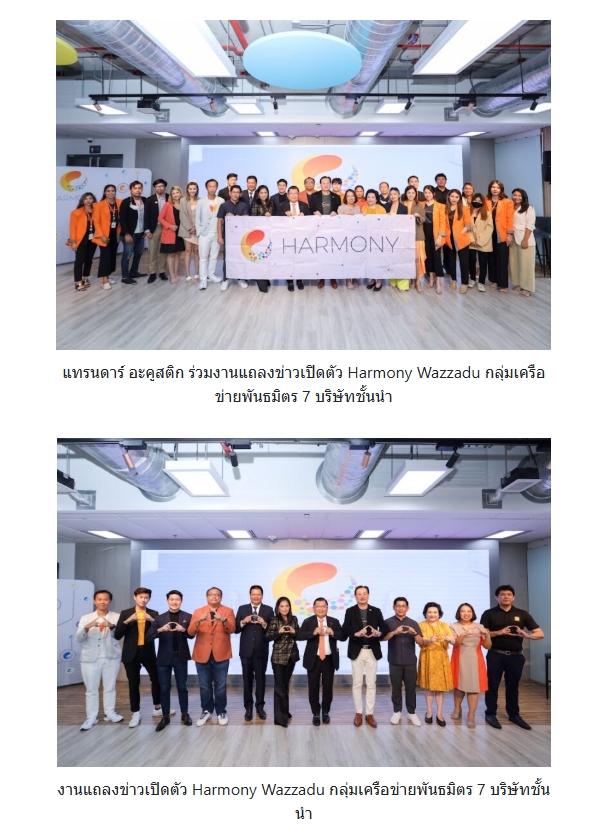 ARMONY
HARMONY
แทรนดาร์ อะคูสติก ร่วมงานแถลงข่าวเปิดตัว Harmony Wazzadu กลุ่มเครือ
ข่ายพันธมิตร 7 บริษัทชั้นนำ
งานแถลงข่าวเปิดตัว Harmony Wazzadu กลุ่มเครือข่ายพันธมิตร 7 บริษัทชั้น
นำ